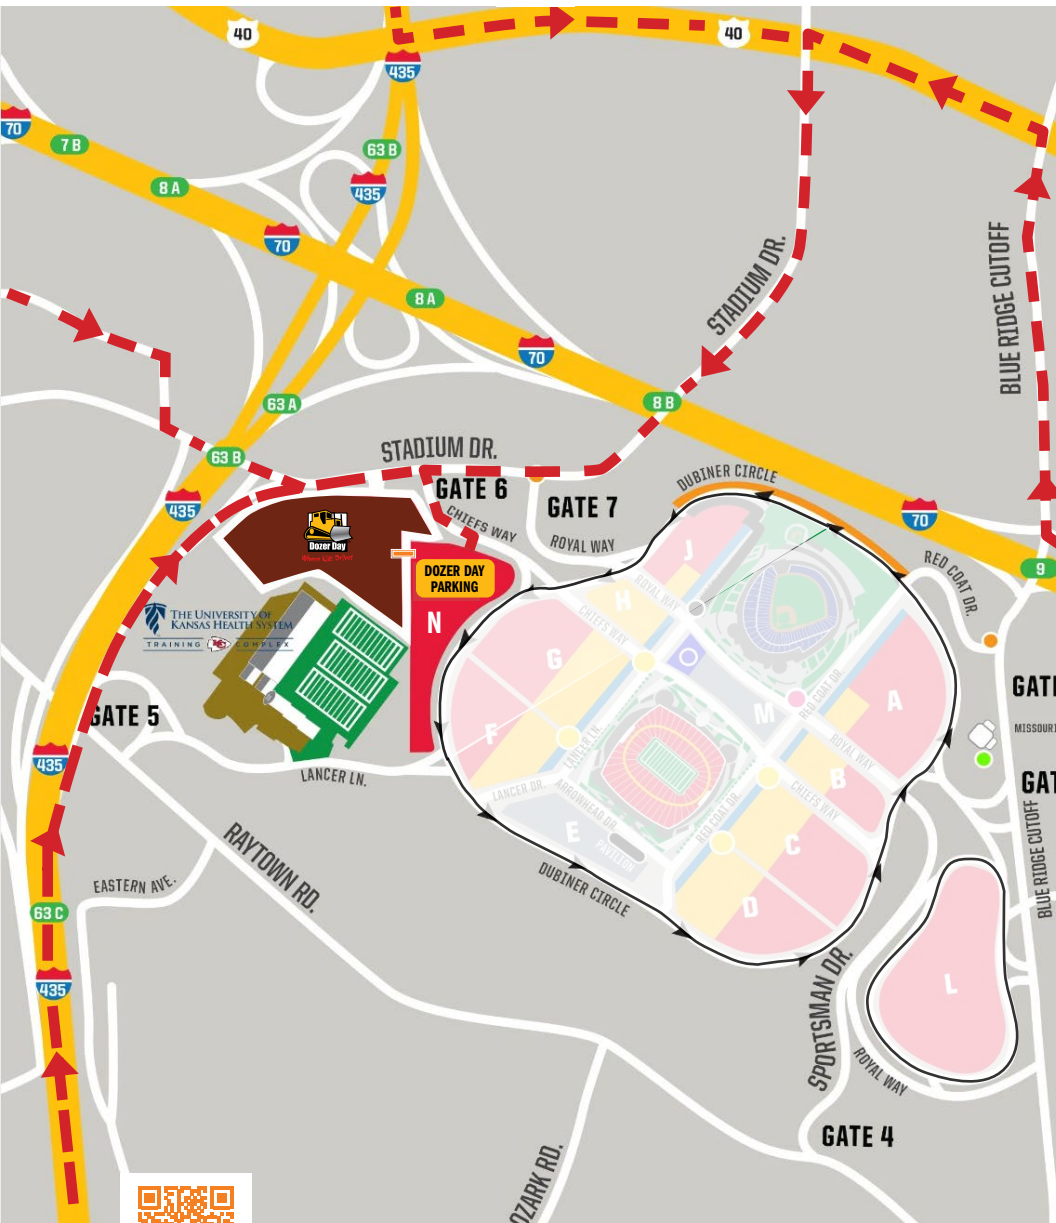 40
40
435
70
7 B
63 B
8 A
435
70
STADIUM DR.
BLUE RIDGE CUTOFF
8 A
70
63 A
8 B
STADIUM DR.
63 B
GATE 6
DUBINER CIRCLE
435
GATE 7
CHIEFS WAY
70
Dozer Day
ROYAL WAY
J
RED COAT DR.
9
DOZER DAY
PARKING
ROYAL WAY
H
THE UNIVERSITY OF
KANSAS HEALTH SYSTEM
TRAINING COMPLEX
N
CHIEFS WAY
G
GATE 5
RED COAT DR.
GATE
A
M
MISSOURI
F
LANCER LN.
ROYAL WAY
435
LANCER LN.
B
GAT
LANCER DR.
ARROWHEAD DR.
CHIEFS WAY
RED COAT DR.
E
C
PAVILION
BLUE RIDGE CUTOFF
RAYTOWN RD.
EASTERN AVE.
DUBINER CIRCLE
D
63 C
435
L
SPORTSMAN DR.
ROYAL WAY
GATE 4
OZARK RD.